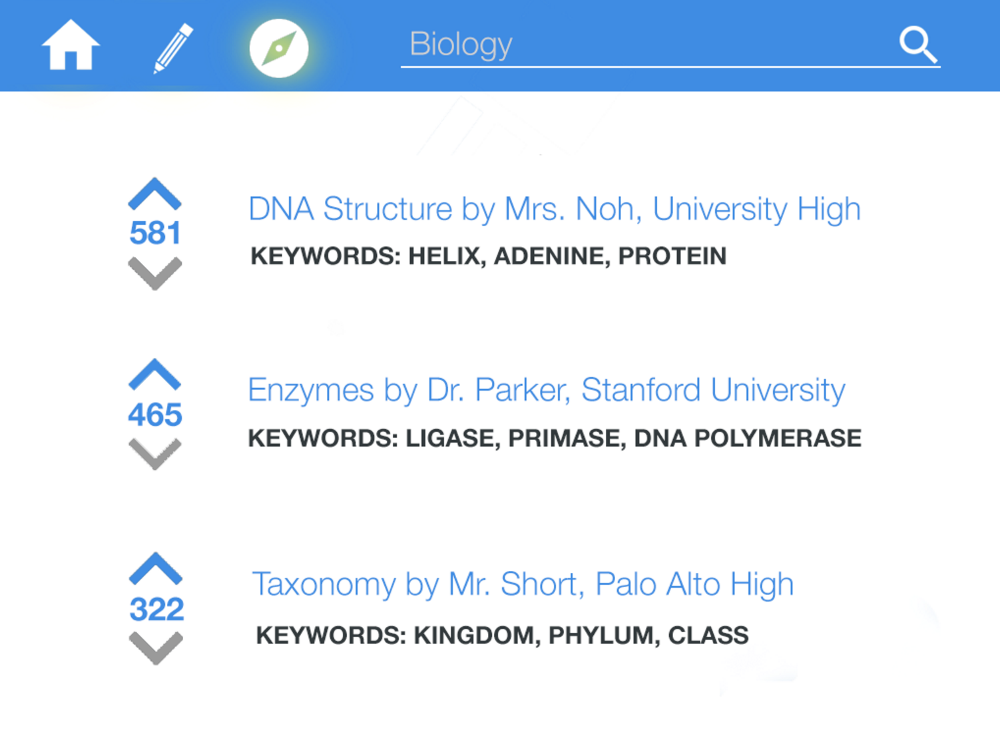 Biology
DNA Structure by Mrs. Noh, University High
581
KEYWORDS: HELIX, ADENINE, PROTEIN
Enzymes by Dr. Parker, Stanford University
465
KEYWORDS: LIGASE, PRIMASE, DNA POLYMERASE
Taxonomy by Mr. Short, Palo Alto High
322
KEYWORDS: KINGDOM, PHYLUM, CLASS